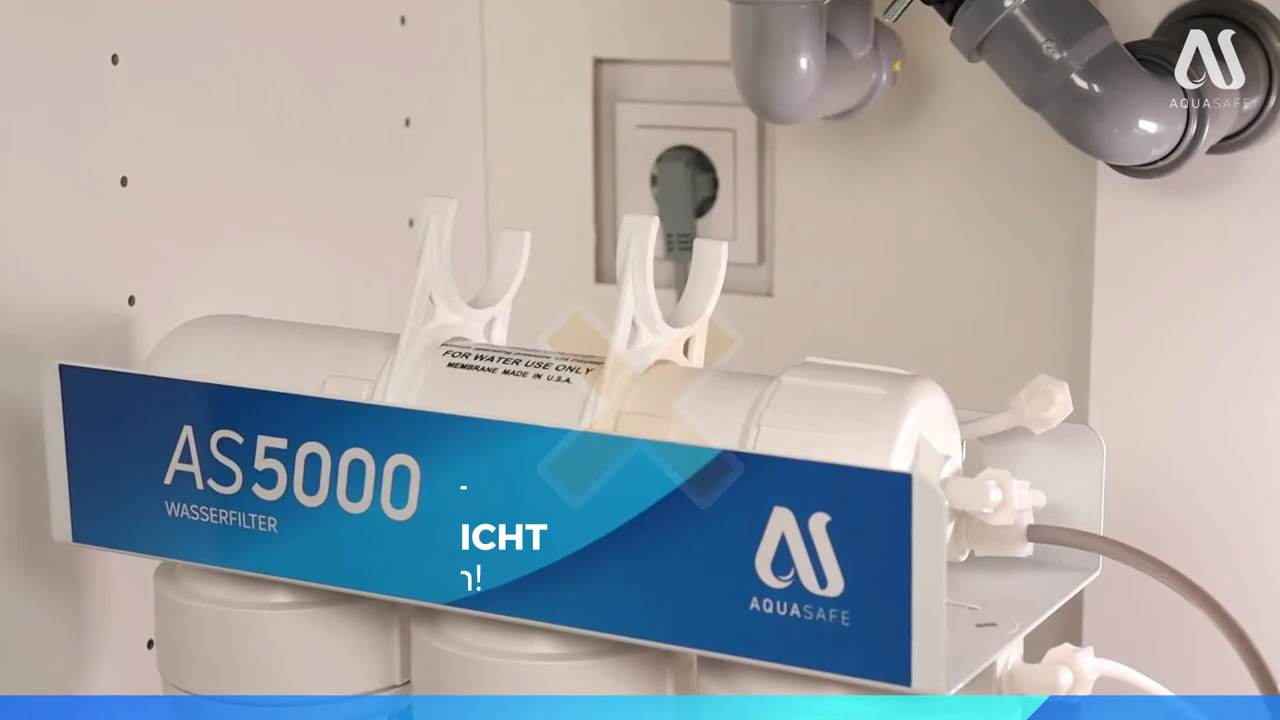 AQUASAFE
FOR WATER USE ONLY
MEMBRANE MADE IN U.S.A.
AS5000
WASSERFILTER
-
ICHT
!
AQUASAFE